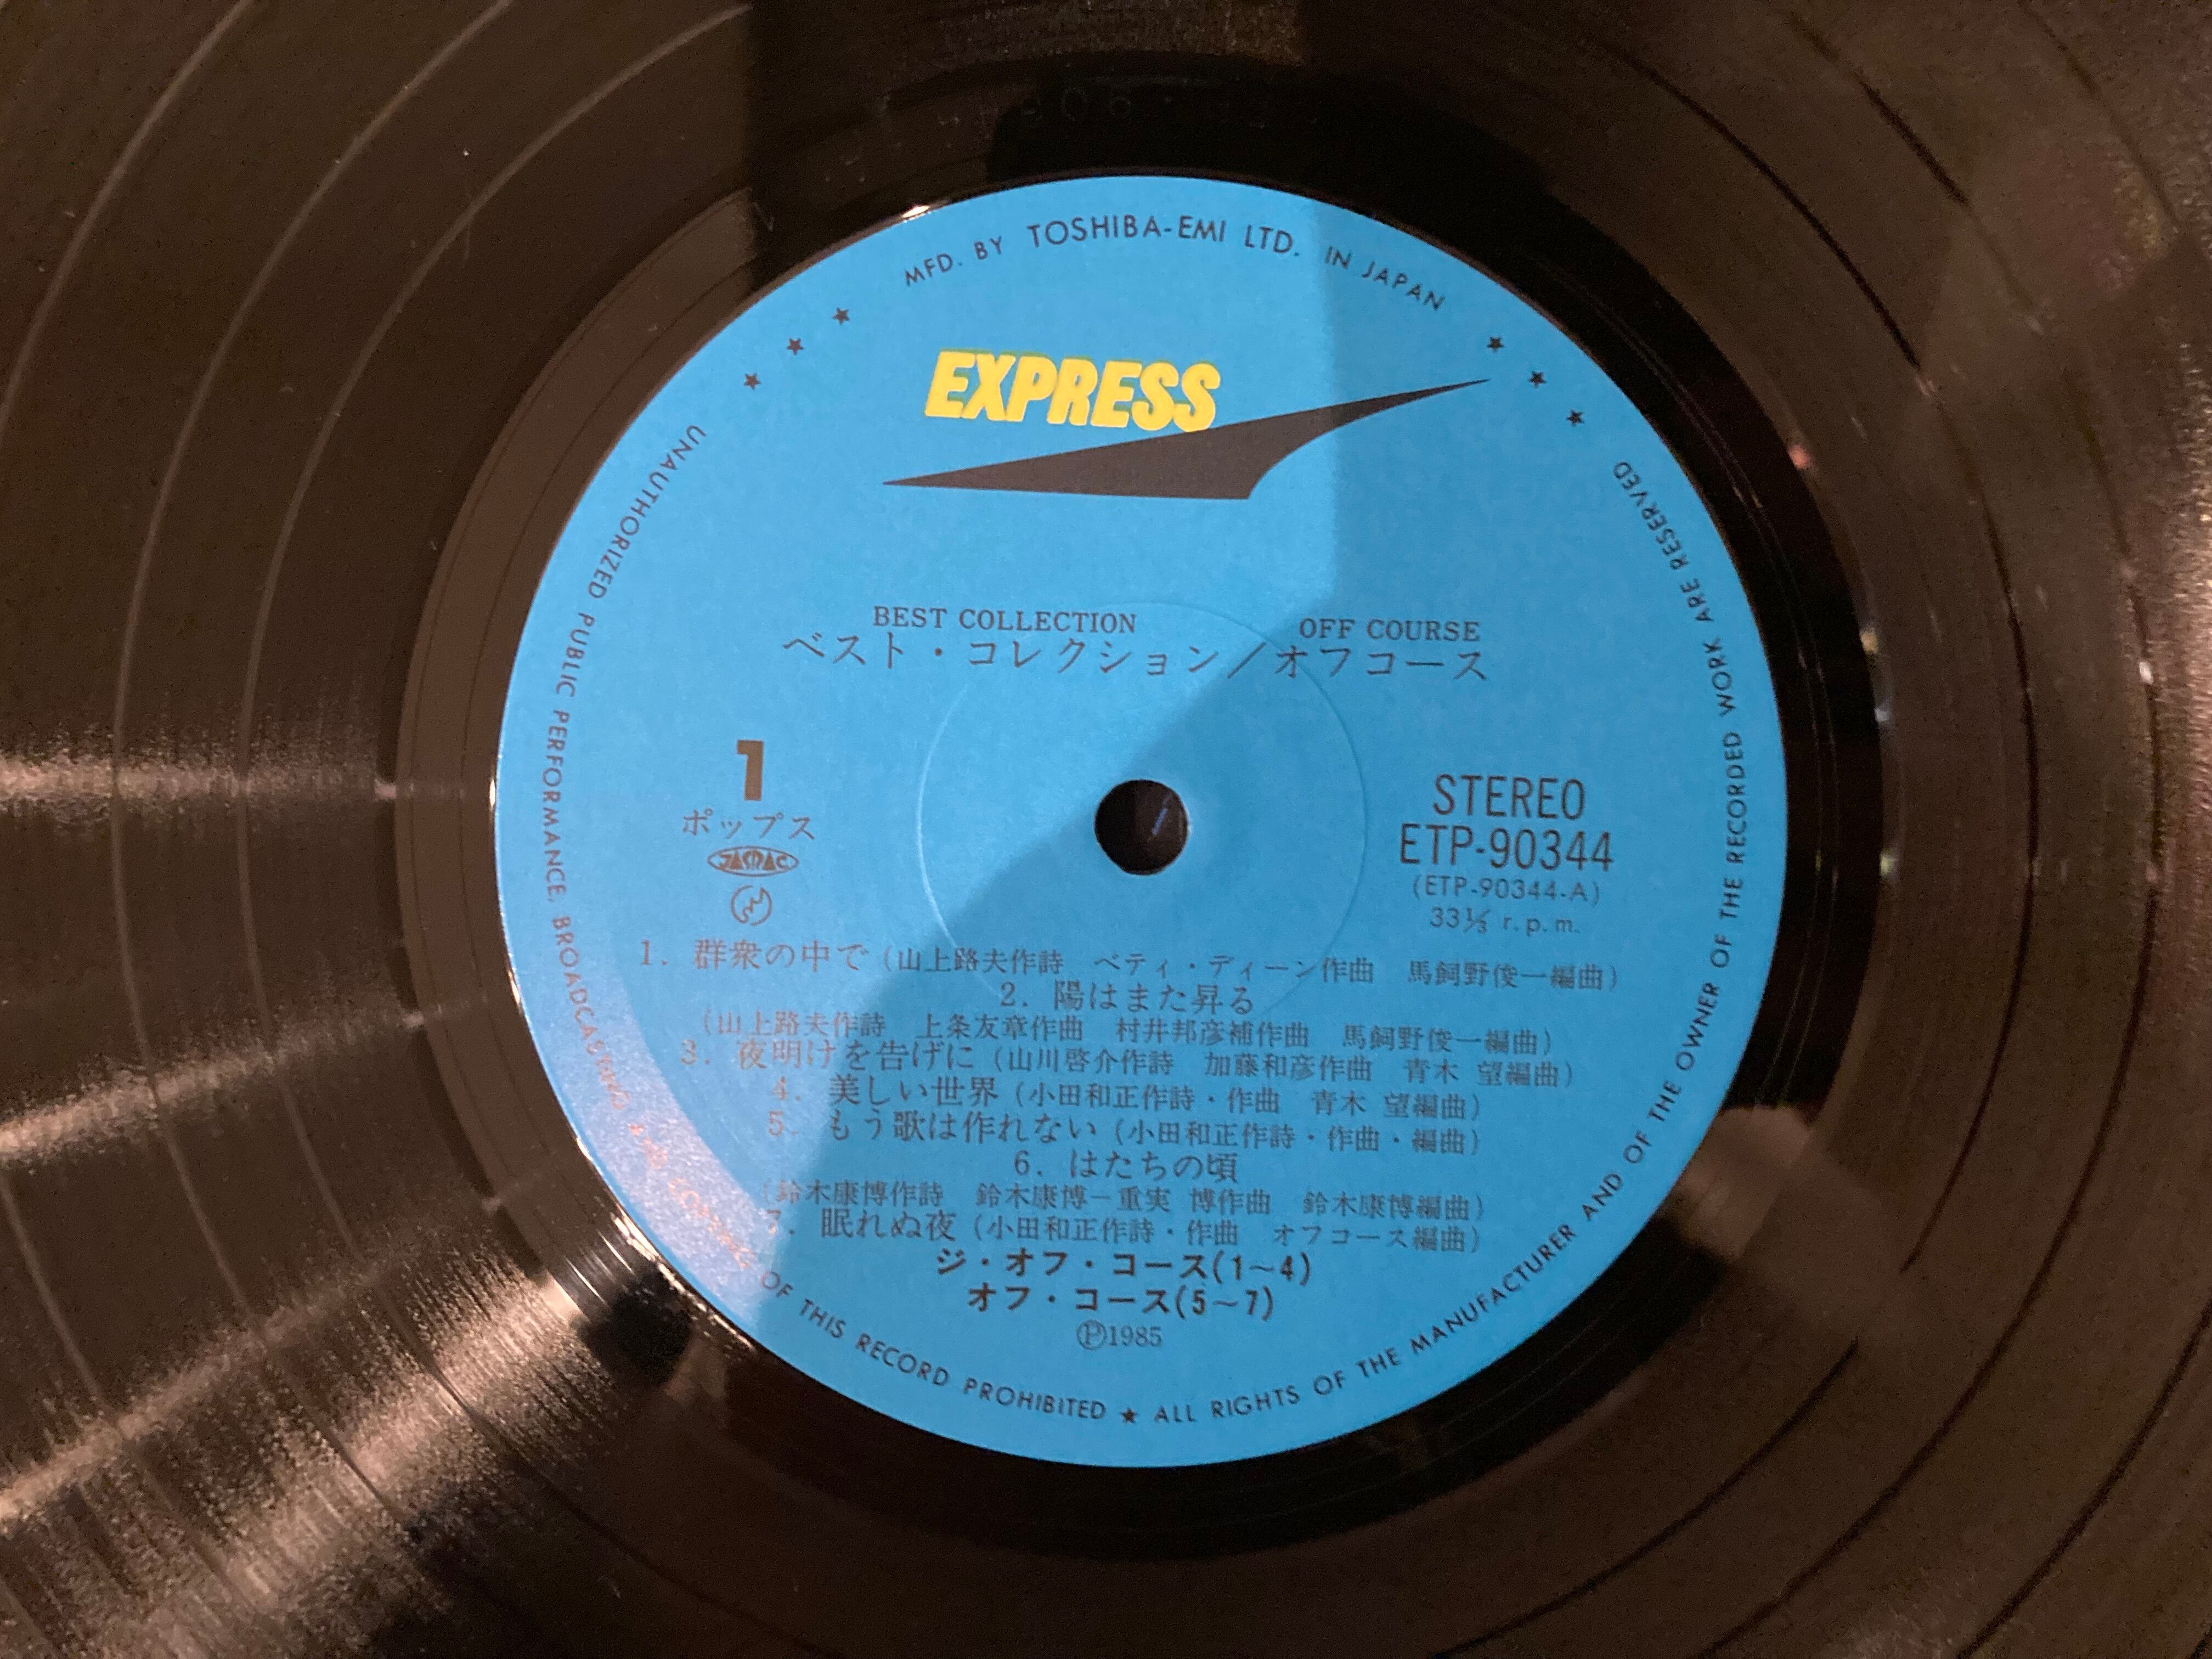 MFD. BY TOSHIBA-EMI LTD. IN JAPAN
EXPRESS
BEST COLLECTION OFF COURSE
ベスト・コレクション／オフコース
1
ポップス
JASRAC
STEREO
ETP-90344
(ETP-90344-A)
33⅓ r.p.m.
1. 群衆の中で (山上路夫作詩 ベティ・ディーン作曲 馬飼野俊一編曲)
2. 陽はまた昇る
(山上路夫作詩 上条友章作曲 村井邦彦補作曲 馬飼野俊一編曲)
3. 夜明けを告げに (山川啓介作詩 加藤和彦作曲 青木 望編曲)
4. 美しい世界 (小田和正作詩・作曲 青木 望編曲)
5. もう歌は作れない (小田和正作詩・作曲・編曲)
6. はたちの頃
(鈴木康博作詩 鈴木康博－重実 博作曲 鈴木康博編曲)
7. 眠れぬ夜 (小田和正作詩・作曲 オフコース編曲)
ジ・オフ・コース(1〜4)
オフ・コース(5〜7)
Ⓟ1985
UNAUTHORIZED PUBLIC PERFORMANCE, BROADCASTING OF THIS RECORD PROHIBITED ★ ALL RIGHTS OF THE MANUFACTURER AND OF THE OWNER OF THE RECORDED WORK ARE RESERVED